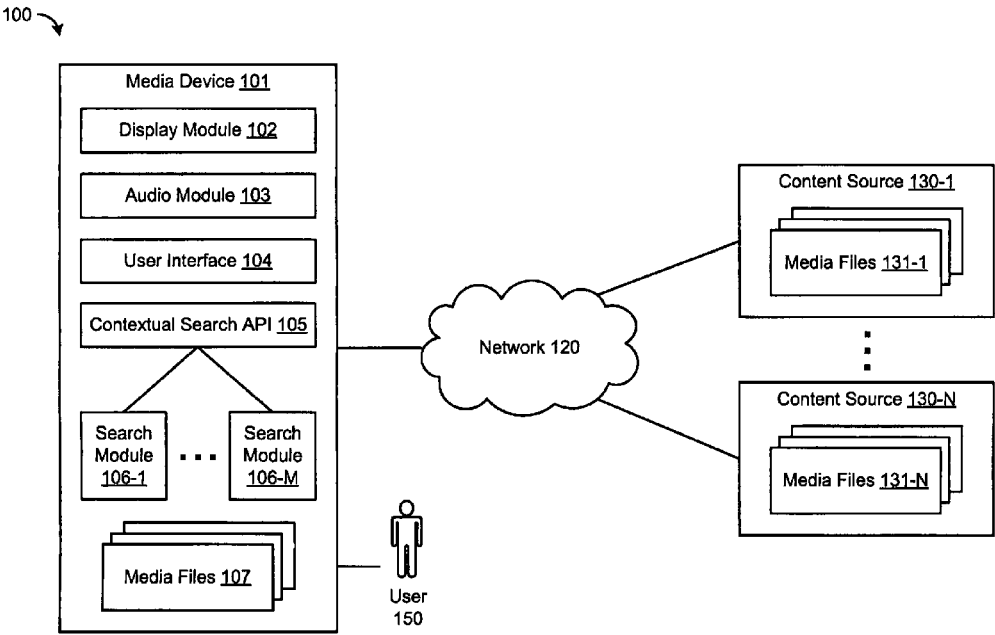 100
Media Device 101
Display Module 102
Audio Module 103
User Interface 104
Contextual Search API 105
Search
Module
106-1
Search
Module
106-M
Media Files 107
User
150
Network 120
Content Source 130-1
Media Files 131-1
Content Source 130-N
Media Files 131-N